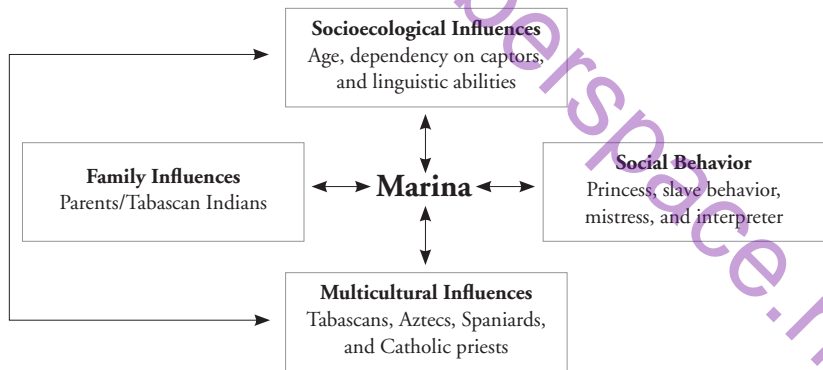 Socioecological Influences
Age, dependency on captors,
and linguistic abilities
Family Influences
Parents/Tabascan Indians
Marina
Social Behavior
Princess, slave behavior,
mistress, and interpreter
Multicultural Influences
Tabascans, Aztecs, Spaniards,
and Catholic priests